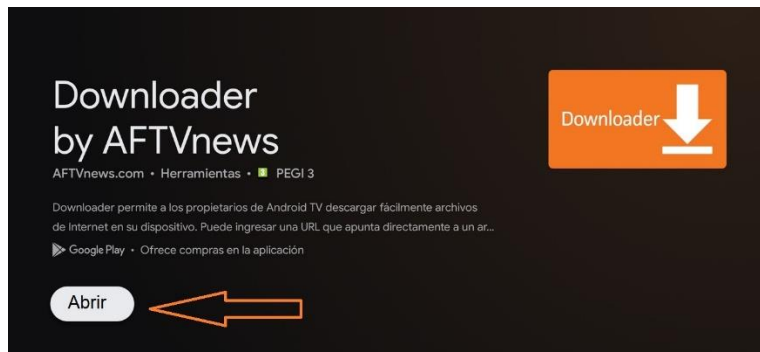 Downloader
by AFTVnews
Downloader
AFTVnews.com • Herramientas • 3 PEGI 3
Downloader permite a los propietarios de Android TV descargar fácilmente archivos
de Internet en su dispositivo. Puede ingresar una URL que apunta directamente a un ar...
Google Play • Ofrece compras en la aplicación
Abrir